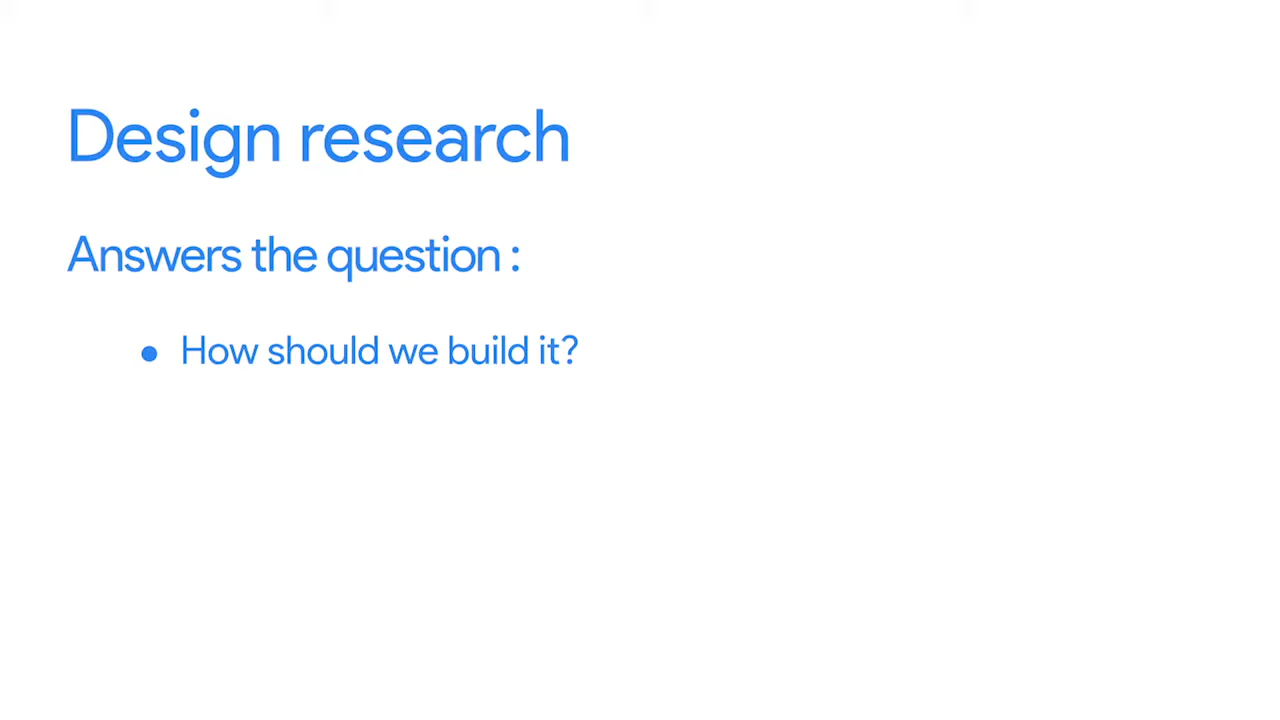 Design research
Answers the question :
● How should we build it?